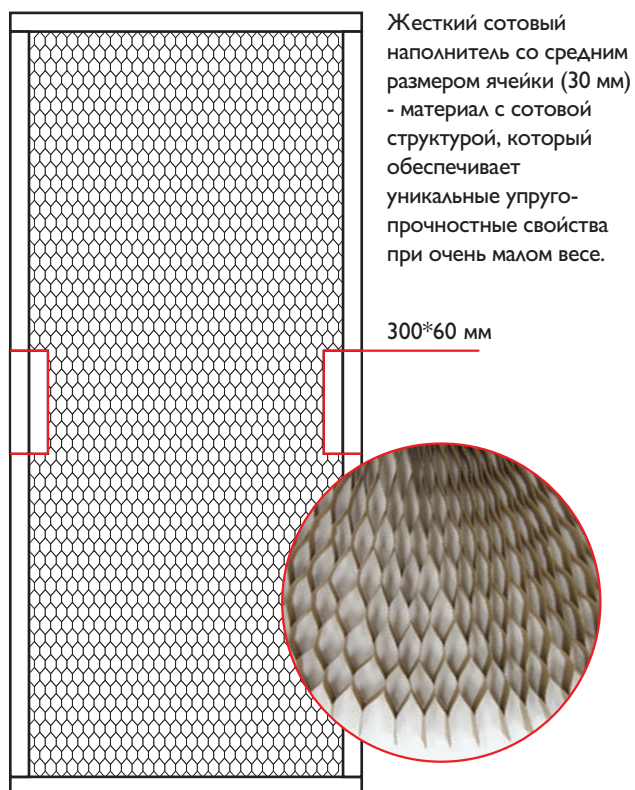 Жесткий сотовый
наполнитель со средним
размером ячейки (30 мм)
- материал с сотовой
структурой, который
обеспечивает
уникальные упруго-
прочностные свойства
при очень малом весе.
300*60 мм